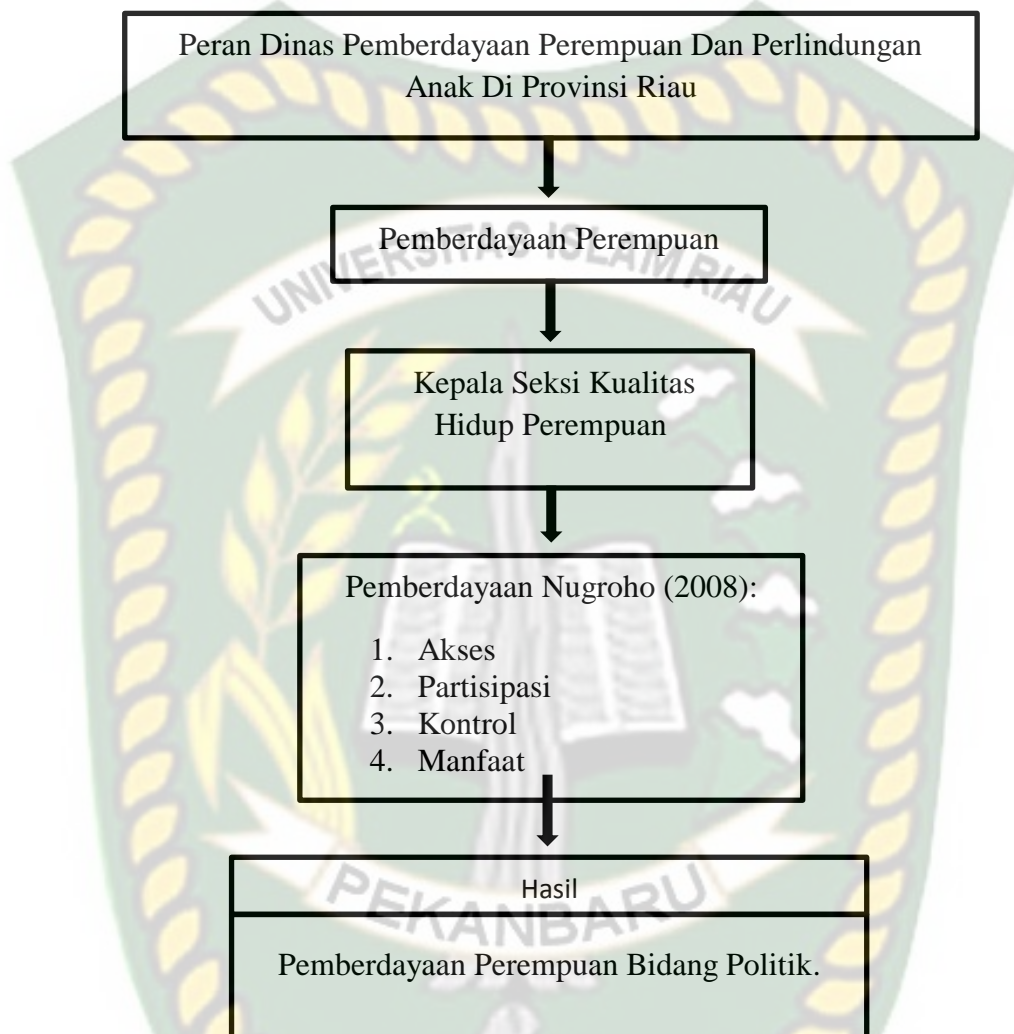 Peran Dinas Pemberdayaan Perempuan Dan Perlindungan
Anak Di Provinsi Riau
Pemberdayaan Perempuan
UNIVERSITAS ISLAM RIAU
Kepala Seksi Kualitas
Hidup Perempuan
Pemberdayaan Nugroho (2008):
1. Akses
2. Partisipasi
3. Kontrol
4. Manfaat
Hasil
PEKANBARU
Pemberdayaan Perempuan Bidang Politik.